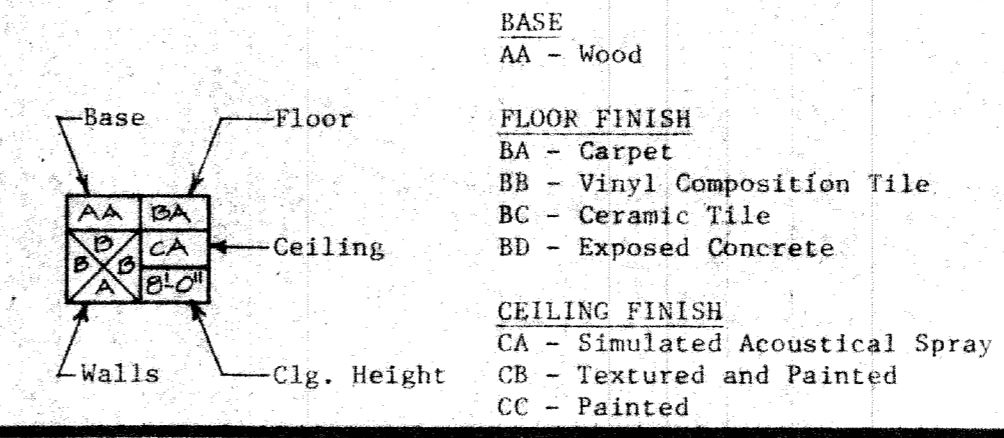 Base
Floor
AA BA
B
B B
CA
A
8'-0"
Ceiling
Walls
Clg. Height
BASE
AA - Wood
FLOOR FINISH
BA - Carpet
BB - Vinyl Composition Tile
BC - Ceramic Tile
BD - Exposed Concrete
CEILING FINISH
CA - Simulated Acoustical Spray
CB - Textured and Painted
CC - Painted